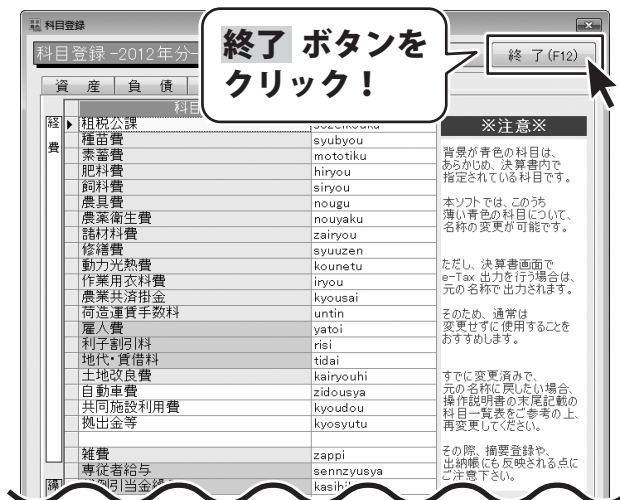 科目登録
科目登録 -2012年分-
終了 ボタンを
クリック！
終 了(F12)
資 産
負 債
科目
経
費
租税公課
種苗費 syubyou
素畜費 mototiku
肥料費 hiryou
飼料費 siryou
農具費 nougu
農薬衛生費 nouyaku
諸材料費 zairyou
修繕費 syuuzen
動力光熱費 kounetu
作業用衣料費 iryou
農業共済掛金 kyousai
荷造運賃手数料 untin
雇人費 yatoi
利子割引料 risi
地代・賃借料 tidai
土地改良費 kairyouhi
自動車費 zidousya
共同施設利用費 kyoudou
拠出金等 kyosyutu
雑費 zappi
専従者給与 sennzyusya
※注意※
背景が青色の科目は、
あらかじめ、決算書内で
指定されている科目です。
本ソフトでは、このうち
薄い青色の科目について、
名称の変更が可能です。
ただし、決算書画面で
e-Tax 出力を行う場合は、
元の名称で出力されます。
そのため、通常は
変更せずに使用することを
おすすめします。
すでに変更済みで、
元の名称に戻したい場合、
操作説明書の末尾記載の
科目一覧表をご参考の上、
再変更してください。
その際、摘要登録や、
出納帳にも反映される点に
ご注意下さい。